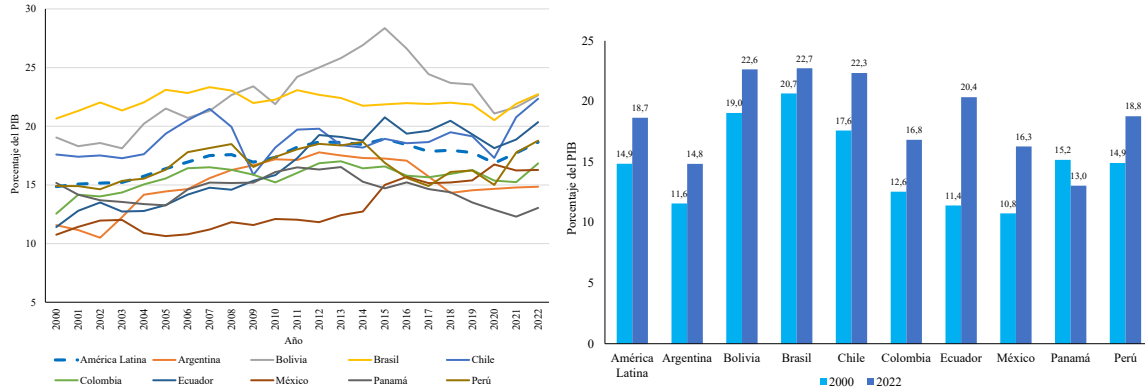 Porcentaje del PIB
30
25
20
15
10
5
2000 2001 2002 2003 2004 2005 2006 2007 2008 2009 2010 2011 2012 2013 2014 2015 2016 2017 2018 2019 2020 2021 2022
Año
América Latina Argentina Bolivia Brasil Chile
Colombia Ecuador México Panamá Perú
Porcentaje del PIB
25
20
15
10
5
0
14,9 18,7 11,6 14,8 19,0 22,6 20,7 22,7 17,6 22,3 12,6 16,8 11,4 20,4 10,8 16,3 15,2 13,0 14,9 18,8
América Latina Argentina Bolivia Brasil Chile Colombia Ecuador México Panamá Perú
2000 2022